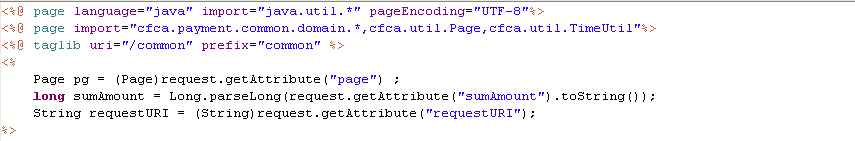 <%@ page language="java" import="java.util.*" pageEncoding="UTF-8"%>
<%@ page import="cfca.payment.common.domain.*,cfca.util.Page,cfca.util.TimeUtil"%>
<%@ taglib uri="/common" prefix="common" %>
<%
Page pg = (Page)request.getAttribute("page") ;
long sumAmount = Long.parseLong(request.getAttribute("sumAmount").toString());
String requestURI = (String)request.getAttribute("requestURI");
%>